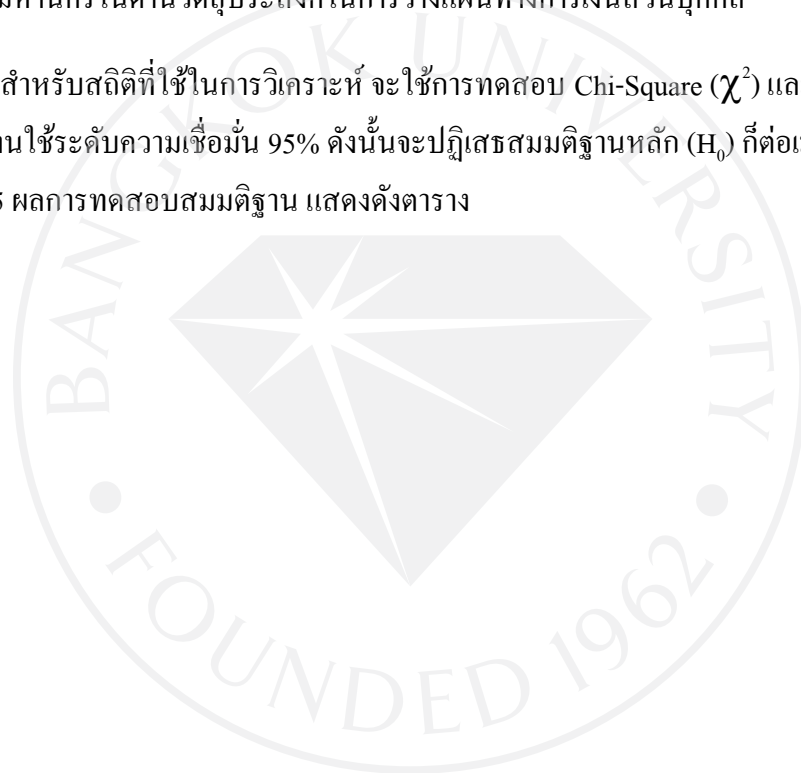 สำหรับสถิติที่ใช้ในการวิเคราะห์ จะใช้การทดสอบ Chi-Square (χ²) แล
านใช้ระดับความเชื่อมั่น 95% ดังนั้นจะปฏิเสธสมมติฐานหลัก (H₀) ก็ต่อเ
5 ผลการทดสอบสมมติฐาน แสดงดังตาราง
BANGKOK UNIVERSITY
FOUNDED 1962